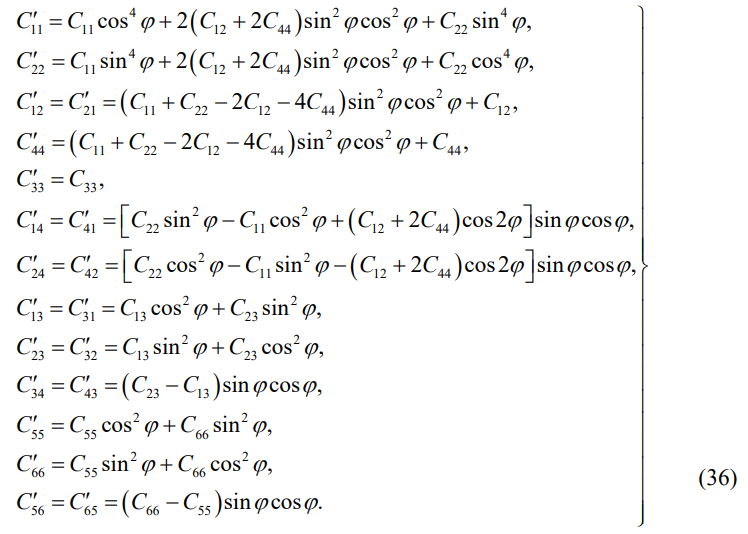 C′₁₁ = C₁₁ cos⁴ φ + 2(C₁₂ + 2C₄₄) sin² φ cos² φ + C₂₂ sin⁴ φ,
C′₂₂ = C₁₁ sin⁴ φ + 2(C₁₂ + 2C₄₄) sin² φ cos² φ + C₂₂ cos⁴ φ,
C′₁₂ = C′₂₁ = (C₁₁ + C₂₂ − 2C₁₂ − 4C₄₄) sin² φ cos² φ + C₁₂,
C′₄₄ = (C₁₁ + C₂₂ − 2C₁₂ − 4C₄₄) sin² φ cos² φ + C₄₄,
C′₃₃ = C₃₃,
C′₁₄ = C′₄₁ = [C₂₂ sin² φ − C₁₁ cos² φ + (C₁₂ + 2C₄₄) cos 2φ] sin φ cos φ,
C′₂₄ = C′₄₂ = [C₂₂ cos² φ − C₁₁ sin² φ − (C₁₂ + 2C₄₄) cos 2φ] sin φ cos φ,
C′₁₃ = C′₃₁ = C₁₃ cos² φ + C₂₃ sin² φ,
C′₂₃ = C′₃₂ = C₁₃ sin² φ + C₂₃ cos² φ,
C′₃₄ = C′₄₃ = (C₂₃ − C₁₃) sin φ cos φ,
C′₅₅ = C₅₅ cos² φ + C₆₆ sin² φ,
C′₆₆ = C₅₅ sin² φ + C₆₆ cos² φ,
C′₅₆ = C′₆₅ = (C₆₆ − C₅₅) sin φ cos φ.
(36)